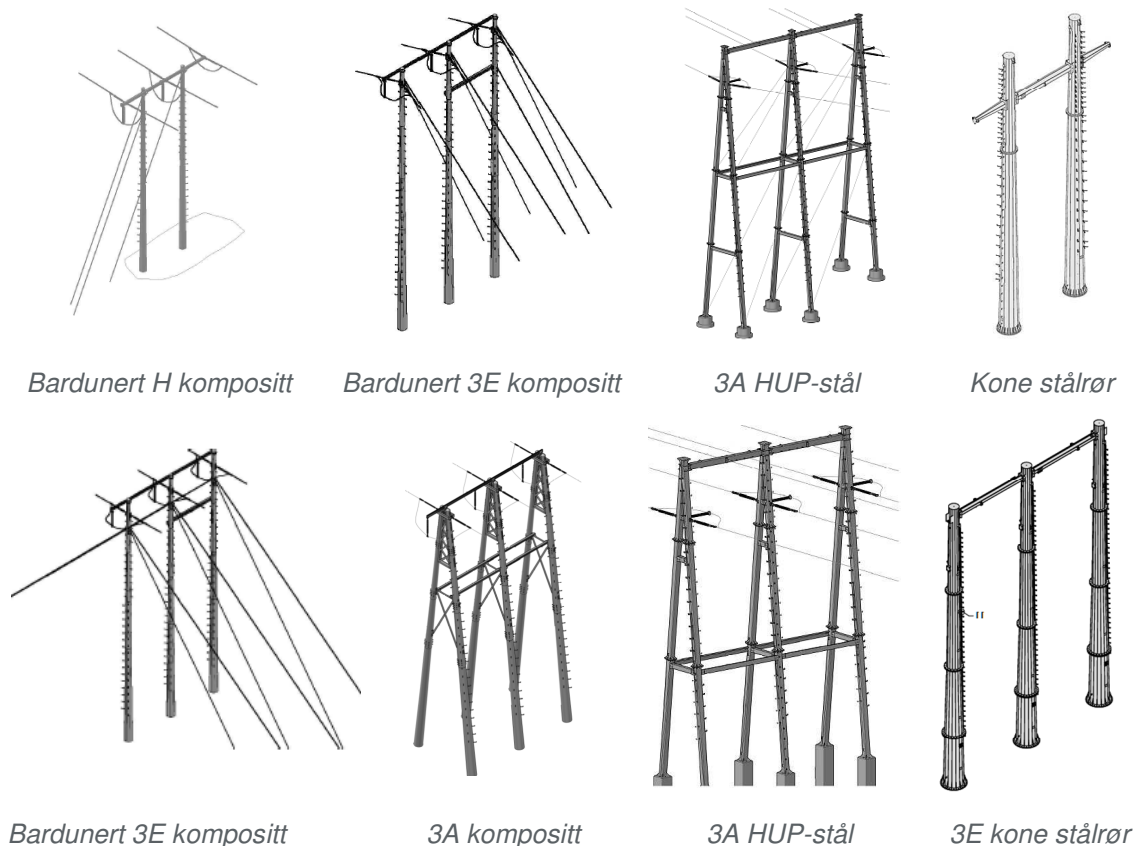 Bardunert H kompositt Bardunert 3E kompositt 3A HUP-stål Kone stålrør
Bardunert 3E kompositt 3A kompositt 3A HUP-stål 3E kone stålrør